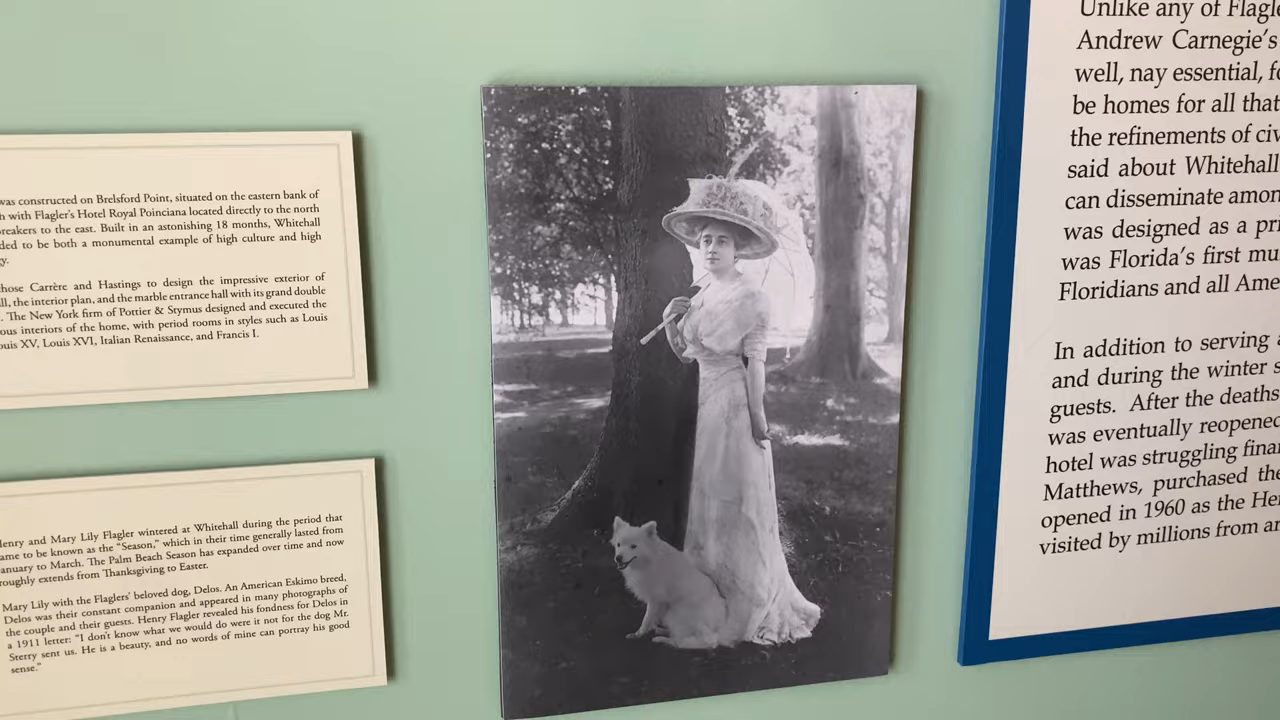 was constructed on Brelsford Point, situated on the eastern bank of
h with Flagler's Hotel Royal Poinciana located directly to the north
reakers to the east. Built in an astonishing 18 months, Whitehall
ded to be both a monumental example of high culture and high
y.
hose Carrère and Hastings to design the impressive exterior of
ll, the interior plan, and the marble entrance hall with its grand double
. The New York firm of Pottier & Stymus designed and executed the
ous interiors of the home, with period rooms in styles such as Louis
ouis XV, Louis XVI, Italian Renaissance, and Francis I.
enry and Mary Lily Flagler wintered at Whitehall during the period that
ame to be known as the "Season," which in their time generally lasted from
anuary to March. The Palm Beach Season has expanded over time and now
roughly extends from Thanksgiving to Easter.
Mary Lily with the Flaglers' beloved dog, Delos. An American Eskimo breed,
Delos was their constant companion and appeared in many photographs of
the couple and their guests. Henry Flagler revealed his fondness for Delos in
a 1911 letter: "I don't know what we would do were it not for the dog Mr.
Sterry sent us. He is a beauty, and no words of mine can portray his good
sense."
Unlike any of Flagle
Andrew Carnegie's
well, nay essential, fo
be homes for all that
the refinements of civ
said about Whitehall
can disseminate amon
was designed as a pri
was Florida's first mu
Floridians and all Ame
In addition to serving a
and during the winter s
guests. After the deaths
was eventually reopened
hotel was struggling finan
Matthews, purchased the
opened in 1960 as the Hen
visited by millions from ar